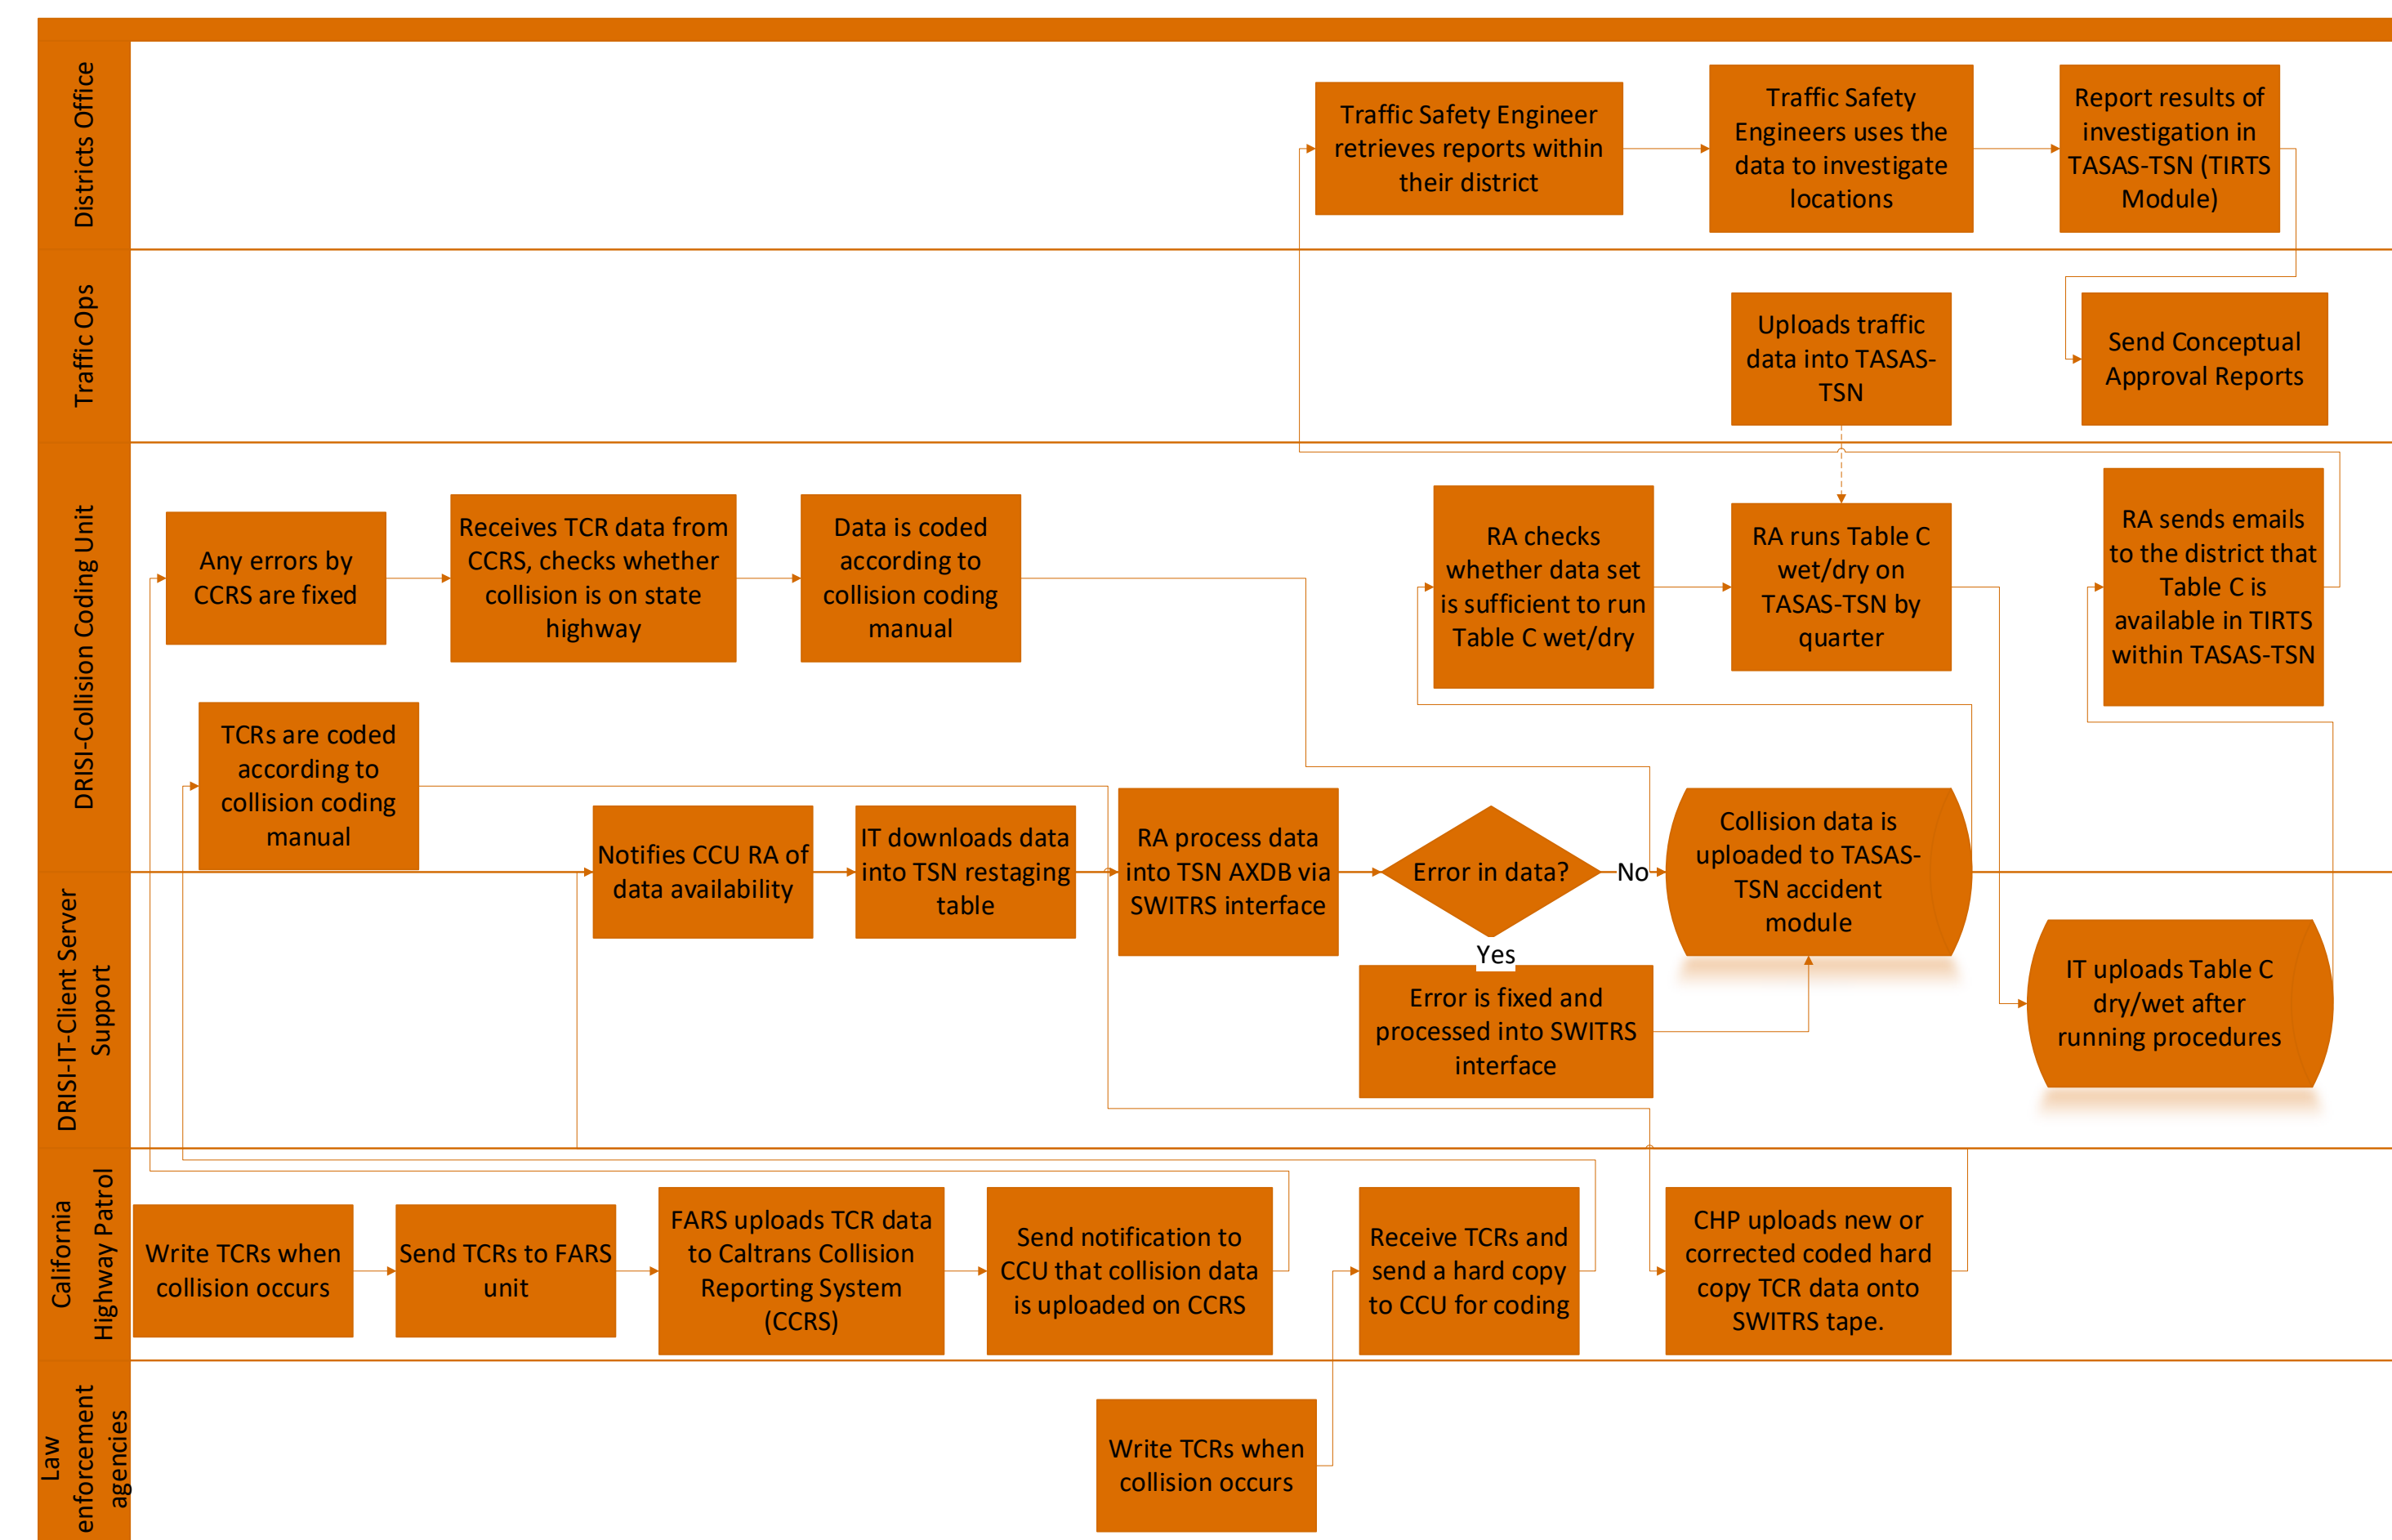 Districts Office
Traffic Safety Engineer
retrieves reports within
their district
Traffic Safety
Engineers uses the
data to investigate
locations
Report results of
investigation in
TASAS-TSN (TIRTS
Module)
Traffic Ops
Uploads traffic
data into TASAS-
TSN
Send Conceptual
Approval Reports
DRISI-Collision Coding Unit
Any errors by
CCRS are fixed
Receives TCR data from
CCRS, checks whether
collision is on state
highway
Data is coded
according to
collision coding
manual
RA checks
whether data set
is sufficient to run
Table C wet/dry
RA runs Table C
wet/dry on
TASAS-TSN by
quarter
RA sends emails
to the district that
Table C is
available in TIRTS
within TASAS-TSN
TCRs are coded
according to
collision coding
manual
Notifies CCU RA of
data availability
IT downloads data
into TSN restaging
table
RA process data
into TSN AXDB via
SWITRS interface
Error in data?
No
Yes
Collision data is
uploaded to TASAS-
TSN accident
module
DRISI-IT-Client Server
Support
Error is fixed and
processed into SWITRS
interface
IT uploads Table C
dry/wet after
running procedures
California
Highway Patrol
Write TCRs when
collision occurs
Send TCRs to FARS
unit
FARS uploads TCR data
to Caltrans Collision
Reporting System
(CCRS)
Send notification to
CCU that collision data
is uploaded on CCRS
Receive TCRs and
send a hard copy
to CCU for coding
CHP uploads new or
corrected coded hard
copy TCR data onto
SWITRS tape.
Law
enforcement
agencies
Write TCRs when
collision occurs